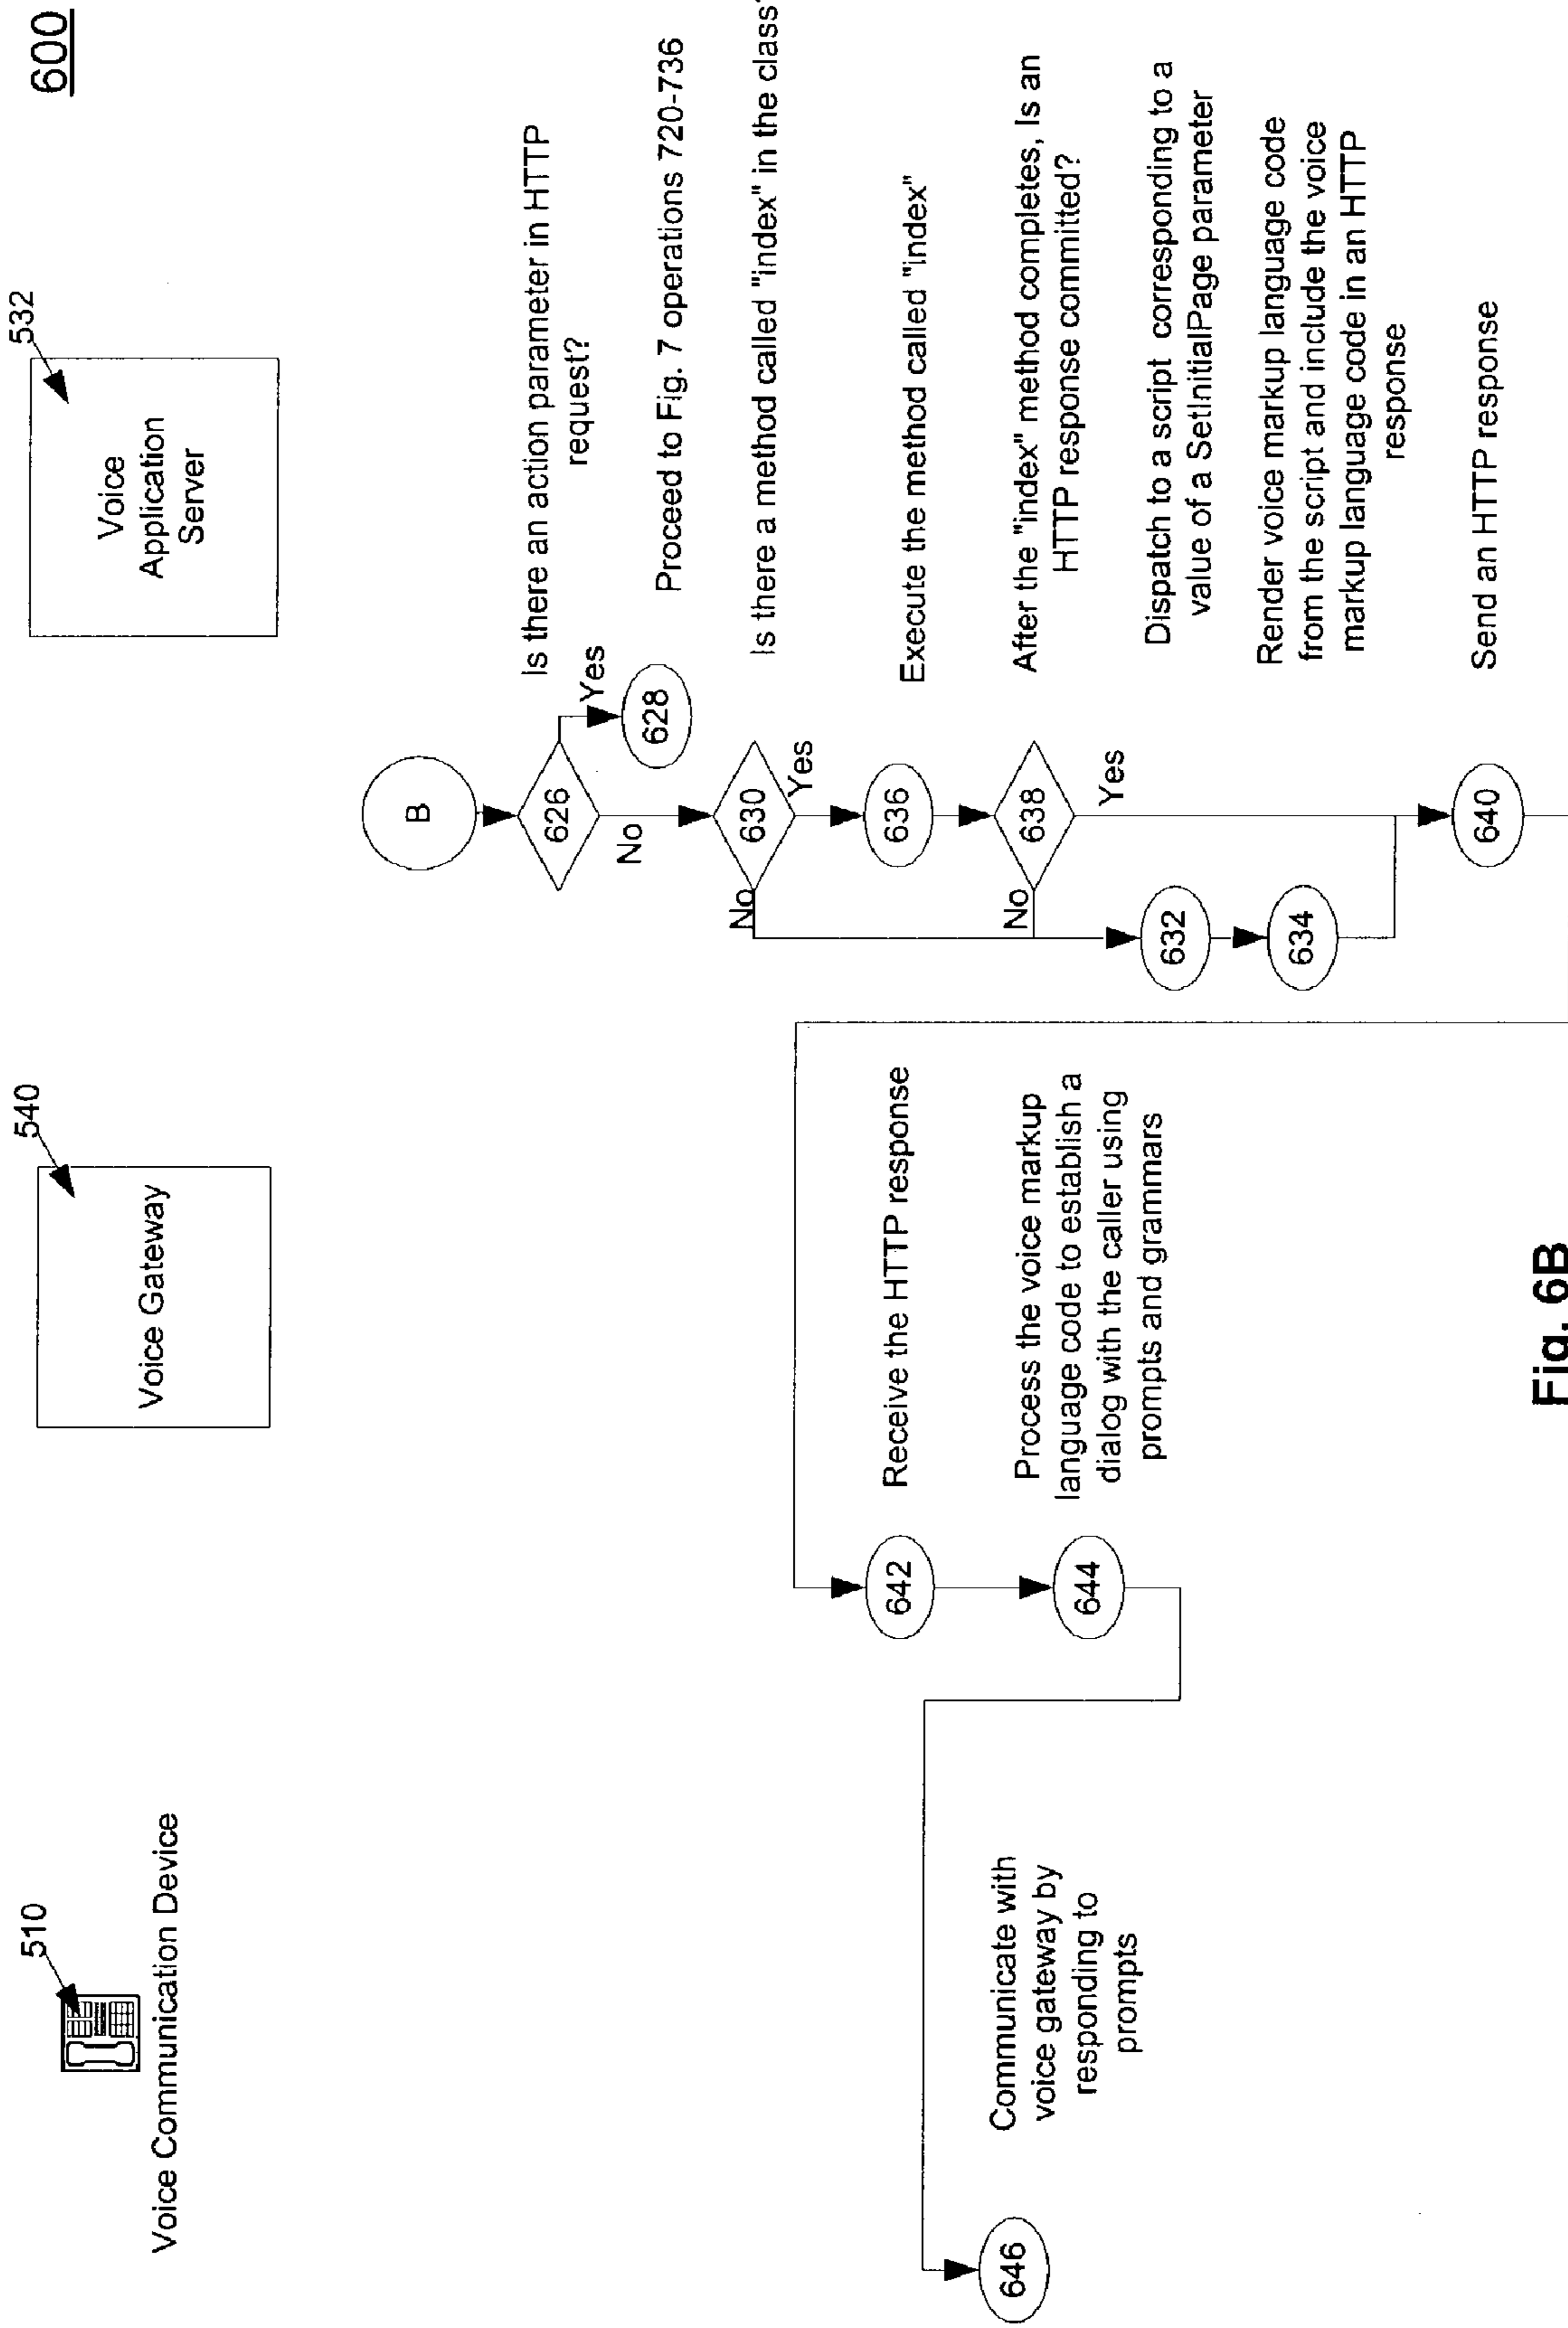 600
510
Voice Communication Device
540
Voice Gateway
532
Voice
Application
Server
B
626
Is there an action parameter in HTTP
request?
Yes
628
Proceed to Fig. 7 operations 720-736
No
630
Is there a method called "index" in the class?
No
Yes
636
Execute the method called "index"
638
After the "index" method completes, Is an
HTTP response committed?
No
Yes
632
Dispatch to a script corresponding to a
value of a SetInitialPage parameter
634
Render voice markup language code
from the script and include the voice
markup language code in an HTTP
response
640
Send an HTTP response
642
Receive the HTTP response
644
Process the voice markup
language code to establish a
dialog with the caller using
prompts and grammars
646
Communicate with
voice gateway by
responding to
prompts
Fig. 6B